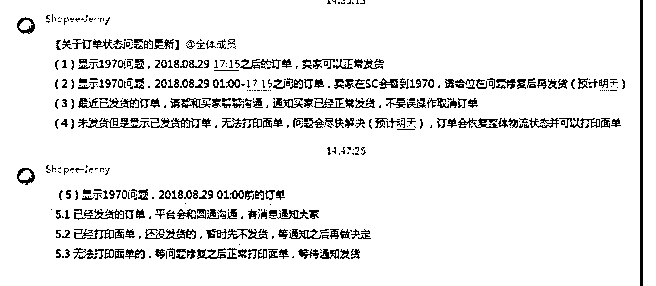 Shopee-Jenny
【关于订单状态问题的更新】@全体成员
（1）显示1970问题，2018.08.29 17:15之后的订单，卖家可以正常发货
（2）显示1970问题，2018.08.29 01:00-17:15之间的订单，卖家在SC会看到1970，请给位在问题修复后再发货（预计明天）
（3）最近已发货的订单，请都和买家聊聊沟通，通知买家已经正常发货，不要误操作取消订单
（4）未发货但是显示已发货的订单，无法打印面单，问题会尽快解决（预计明天），订单会恢复整体物流状态并可以打印面单
14:47:25
Shopee-Jenny
（5）显示1970问题，2018.08.29 01:00前的订单
5.1 已经发货的订单，平台会和圆通沟通，有消息通知大家
5.2 已经打印面单，还没发货的，暂时先不发货，等通知之后再做决定
5.3 无法打印面单的，等问题修复之后正常打印面单，等待通知发货